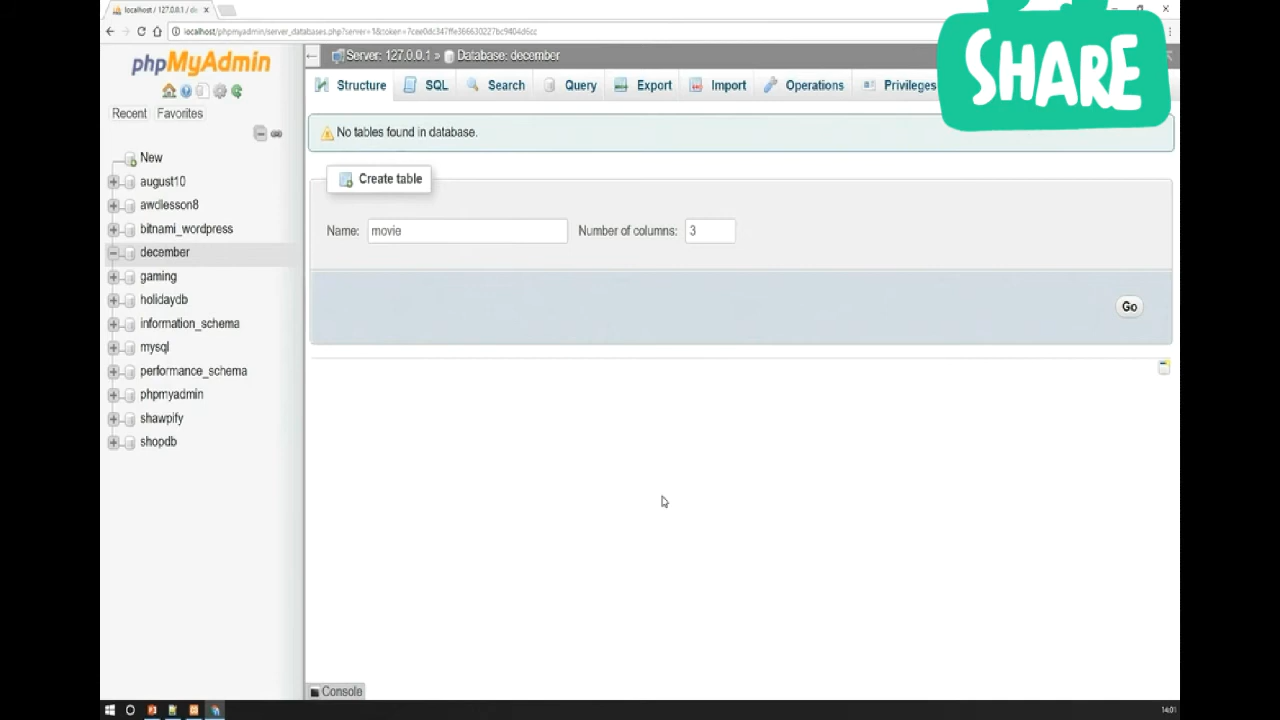 localhost / 127.0.0.1 / de
localhost/phpmyadmin/server_databases.php?server=1&token=7cee0dc347ffe366630227bc9404d6cc
phpMyAdmin
Recent Favorites
New
august10
awdlesson8
bitnami_wordpress
december
gaming
holidaydb
information_schema
mysql
performance_schema
phpmyadmin
shawpify
shopdb
Server: 127.0.0.1 » Database: december
Structure SQL Search Query Export Import Operations Privileges
SHARE
No tables found in database.
Create table
Name: movie Number of columns: 3
Go
Console
14:01